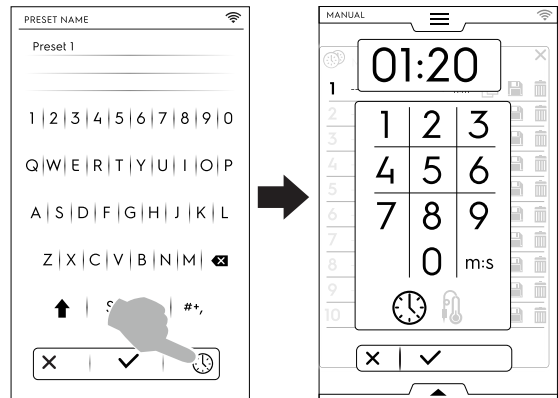 PRESET NAME
Preset 1
1 2 3 4 5 6 7 8 9 0
Q W E R T Y U I O P
A S D F G H J K L
Z X C V B N M
#+,
MANUAL
01:20
1
2
3
4
5
6
7
8
9
10
1 2 3
4 5 6
7 8 9
0 m:s